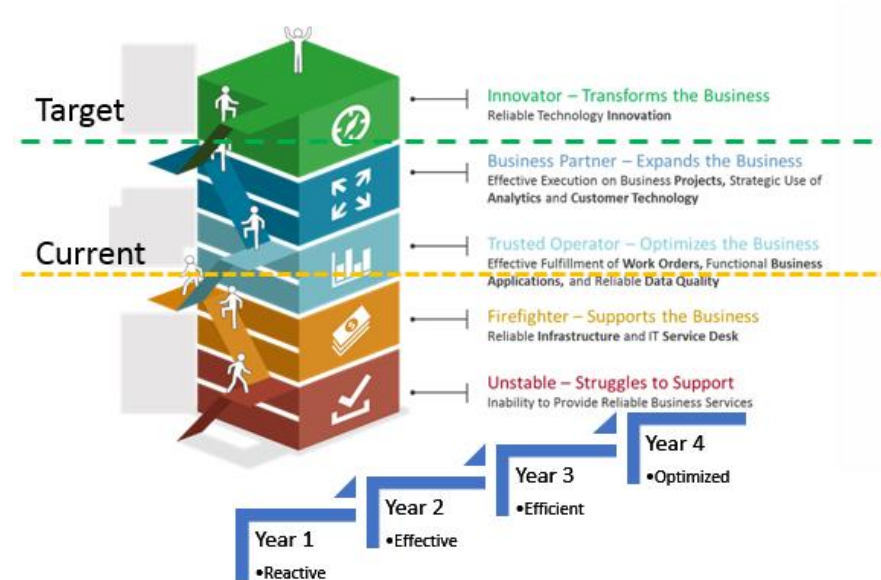 Target
Innovator – Transforms the Business
Reliable Technology Innovation
Business Partner – Expands the Business
Effective Execution on Business Projects, Strategic Use of
Analytics and Customer Technology
Current
Trusted Operator – Optimizes the Business
Effective Fulfillment of Work Orders, Functional Business
Applications, and Reliable Data Quality
Firefighter – Supports the Business
Reliable Infrastructure and IT Service Desk
Unstable – Struggles to Support
Inability to Provide Reliable Business Services
Year 1
•Reactive
Year 2
•Effective
Year 3
•Efficient
Year 4
•Optimized